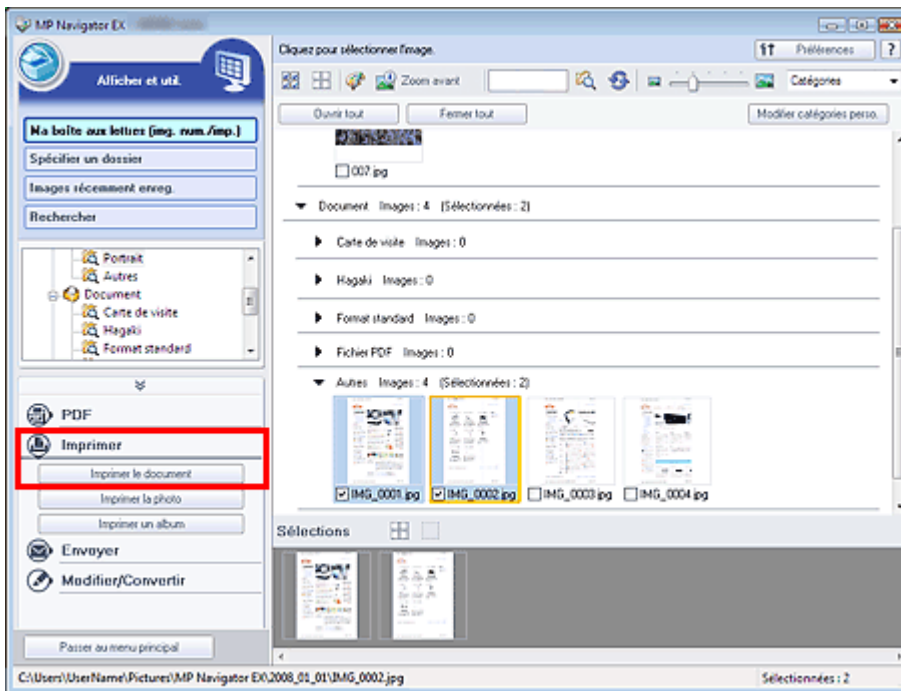 MP Navigator EX
Cliquez pour sélectionner l'image.
Préférences
?
Afficher et util.
Zoom avant
Catégories
Ouvrir tout
Fermer tout
Modifier catégories perso.
Ma boîte aux lettres (img. num./imp.)
Spécifier un dossier
Images récemment enreg.
Rechercher
Portrait
Autres
Document
Carte de visite
Hagaki
Format standard
PDF
Imprimer
Imprimer le document
Imprimer la photo
Imprimer un album
Envoyer
Modifier/Convertir
Passer au menu principal
007.jpg
Document Images : 4 (Sélectionnées : 2)
Carte de visite Images : 0
Hagaki Images : 0
Format standard Images : 0
Fichier PDF Images : 0
Autres Images : 4 (Sélectionnées : 2)
IMG_0001.jpg
IMG_0002.jpg
IMG_0003.jpg
IMG_0004.jpg
Sélections
C:\Users\UserName\Pictures\MP Navigator EX\2008_01_01\IMG_0002.jpg
Sélectionnées : 2